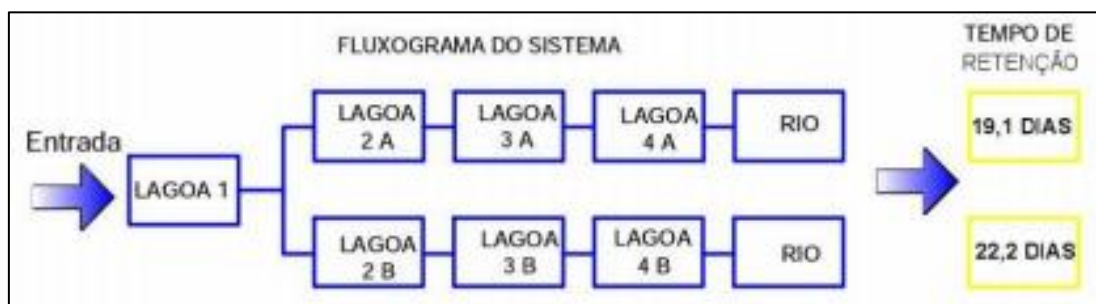 FLUXOGRAMA DO SISTEMA
TEMPO DE
RETENÇÃO
Entrada
LAGOA 1
LAGOA
2 A
LAGOA
3 A
LAGOA
4 A
RIO
19,1 DIAS
LAGOA
2 B
LAGOA
3 B
LAGOA
4 B
RIO
22,2 DIAS